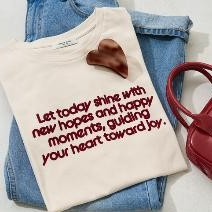 Let today shine with
new hopes and happy
moments, guiding
your heart toward joy.